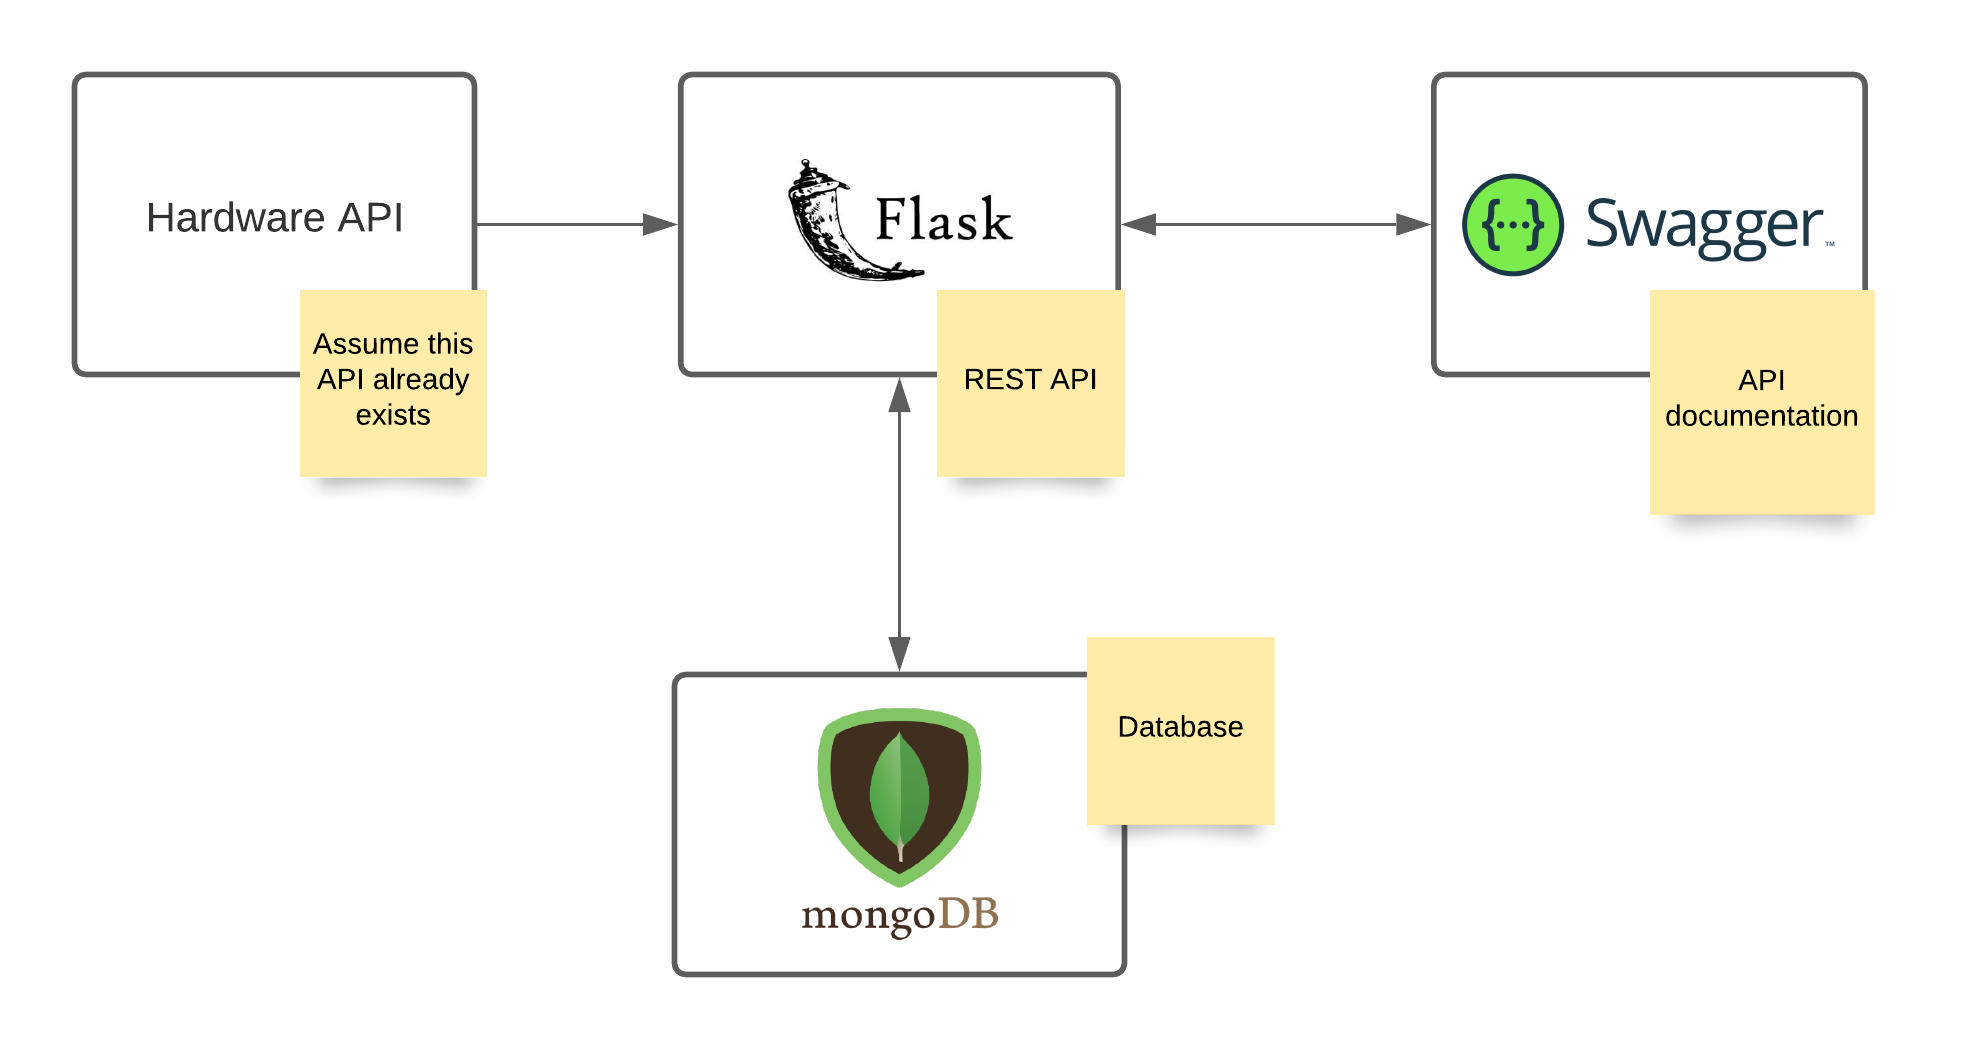 Hardware API
Assume this
API already
exists
Flask
REST API
{...} Swagger™
API
documentation
Database
mongoDB